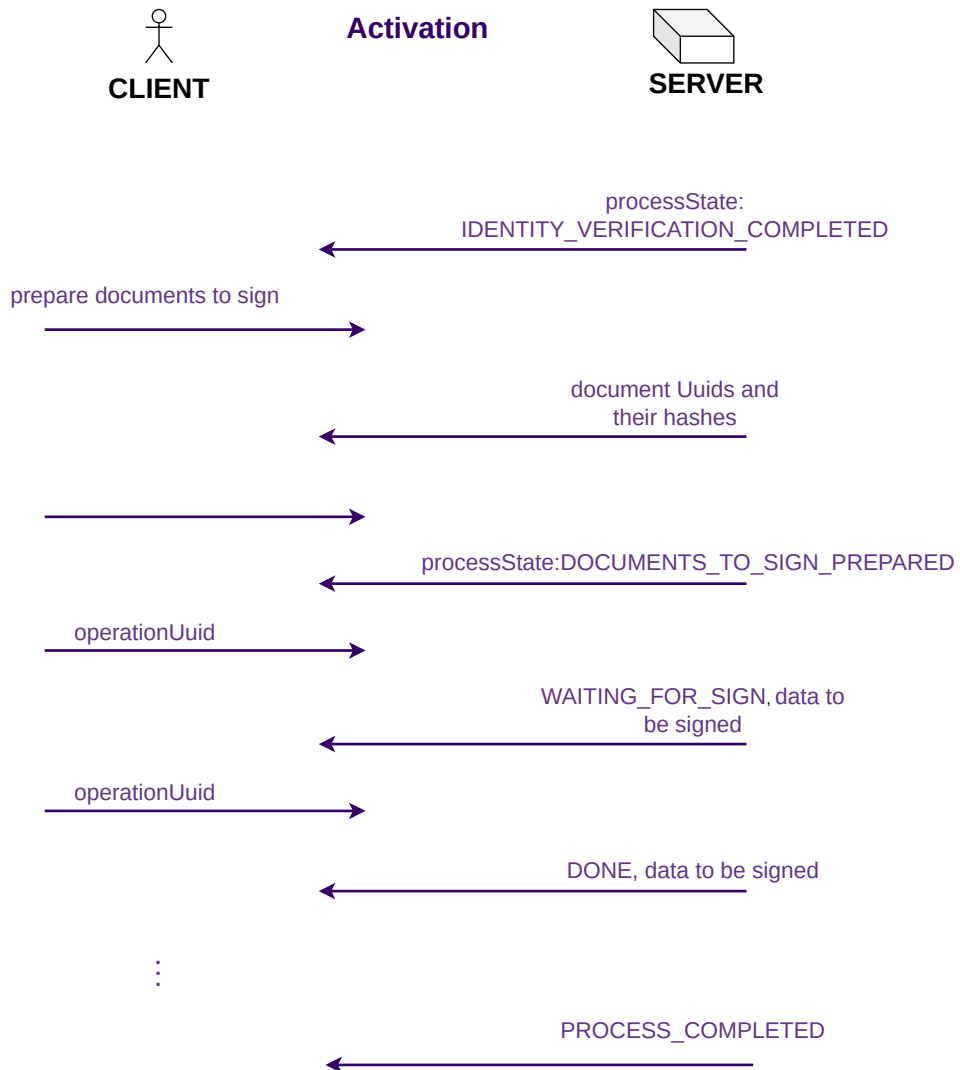 Activation
CLIENT
SERVER
processState:
IDENTITY_VERIFICATION_COMPLETED
prepare documents to sign
document Uuids and
their hashes
processState:DOCUMENTS_TO_SIGN_PREPARED
operationUuid
WAITING_FOR_SIGN, data to
be signed
operationUuid
DONE, data to be signed
PROCESS_COMPLETED